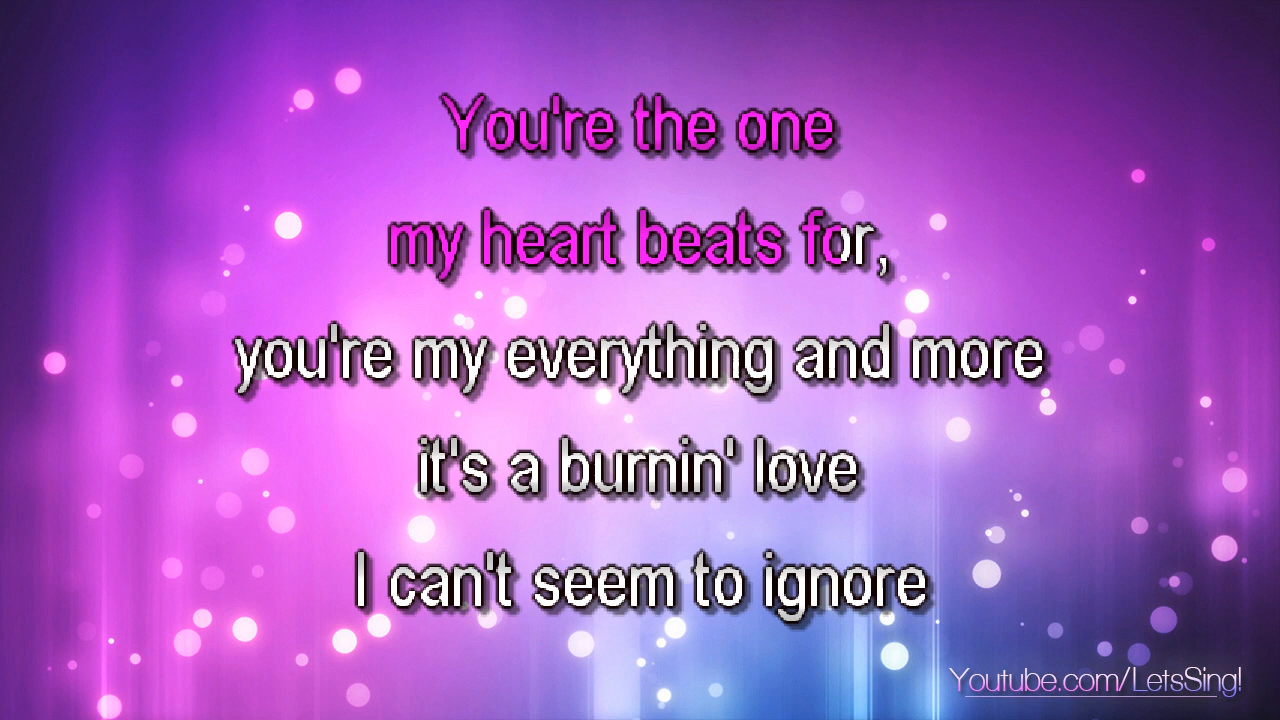 You're the one
my heart beats for,
you're my everything and more
it's a burnin' love
I can't seem to ignore
Youtube.com/LetsSing!